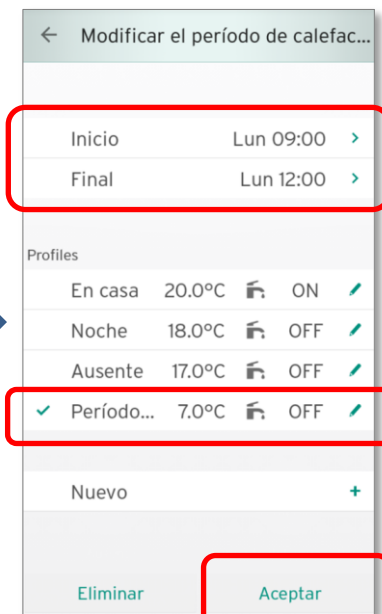 Modificar el período de calefac...
Inicio Lun 09:00
Final Lun 12:00
Profiles
En casa 20.0°C ON
Noche 18.0°C OFF
Ausente 17.0°C OFF
Período... 7.0°C OFF
Nuevo +
Eliminar Aceptar